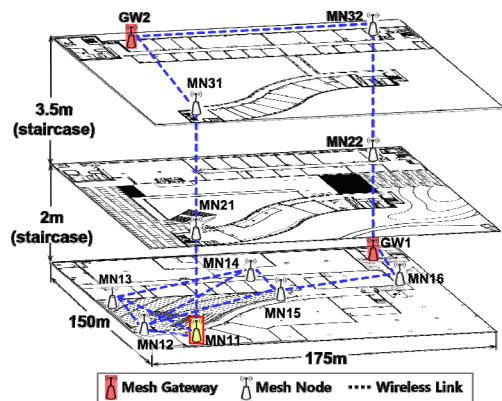 GW2
MN32
MN31
3.5m
(staircase)
MN22
MN21
2m
(staircase)
GW1
MN14
MN13
MN16
MN15
MN12
MN11
150m
175m
Mesh Gateway
Mesh Node
Wireless Link